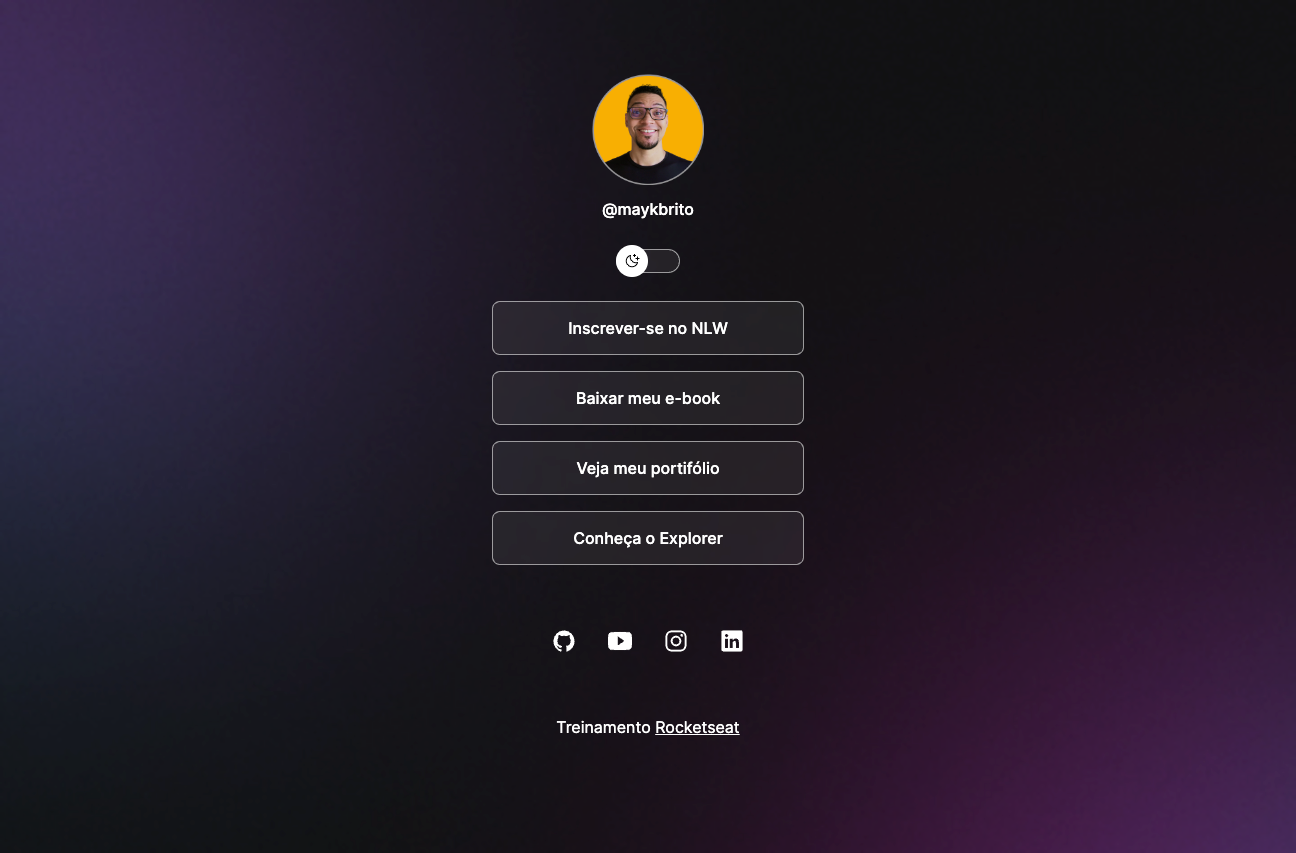 @maykbrito
Inscrever-se no NLW
Baixar meu e-book
Veja meu portifólio
Conheça o Explorer
Treinamento Rocketseat